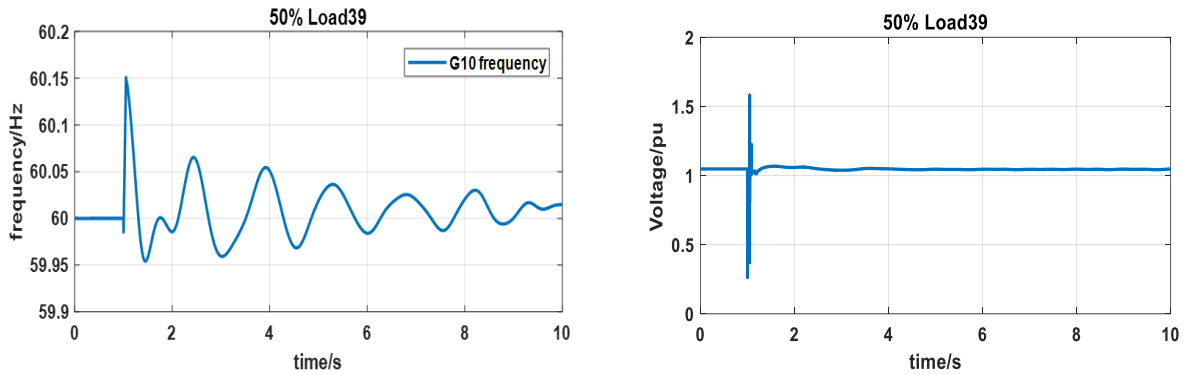 50% Load39
60.2
60.15
60.1
60.05
60
59.95
59.9
frequency/Hz
G10 frequency
0 2 4 6 8 10
time/s
50% Load39
2
1.5
1
0.5
0
Voltage/pu
0 2 4 6 8 10
time/s